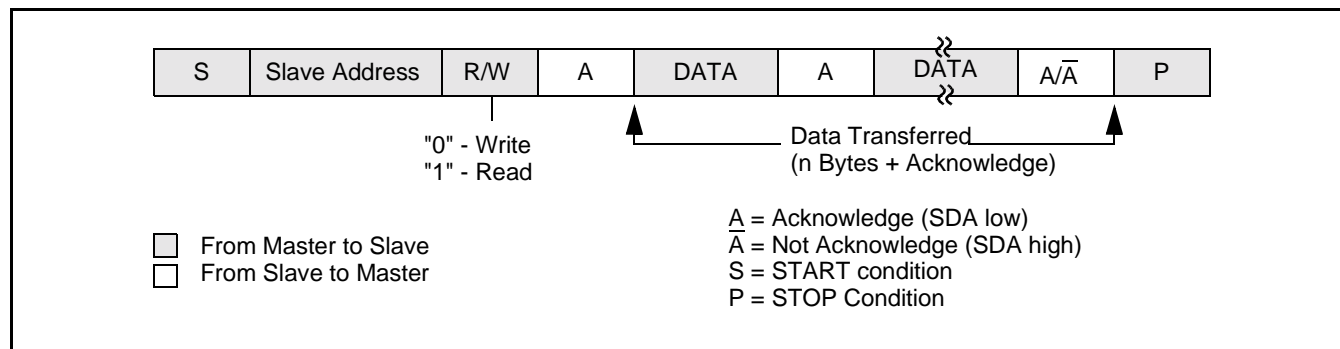 S Slave Address R/W A DATA A DATA A/A̅ P
"0" - Write
"1" - Read
Data Transferred
(n Bytes + Acknowledge)
From Master to Slave
From Slave to Master
A = Acknowledge (SDA low)
A̅ = Not Acknowledge (SDA high)
S = START condition
P = STOP Condition